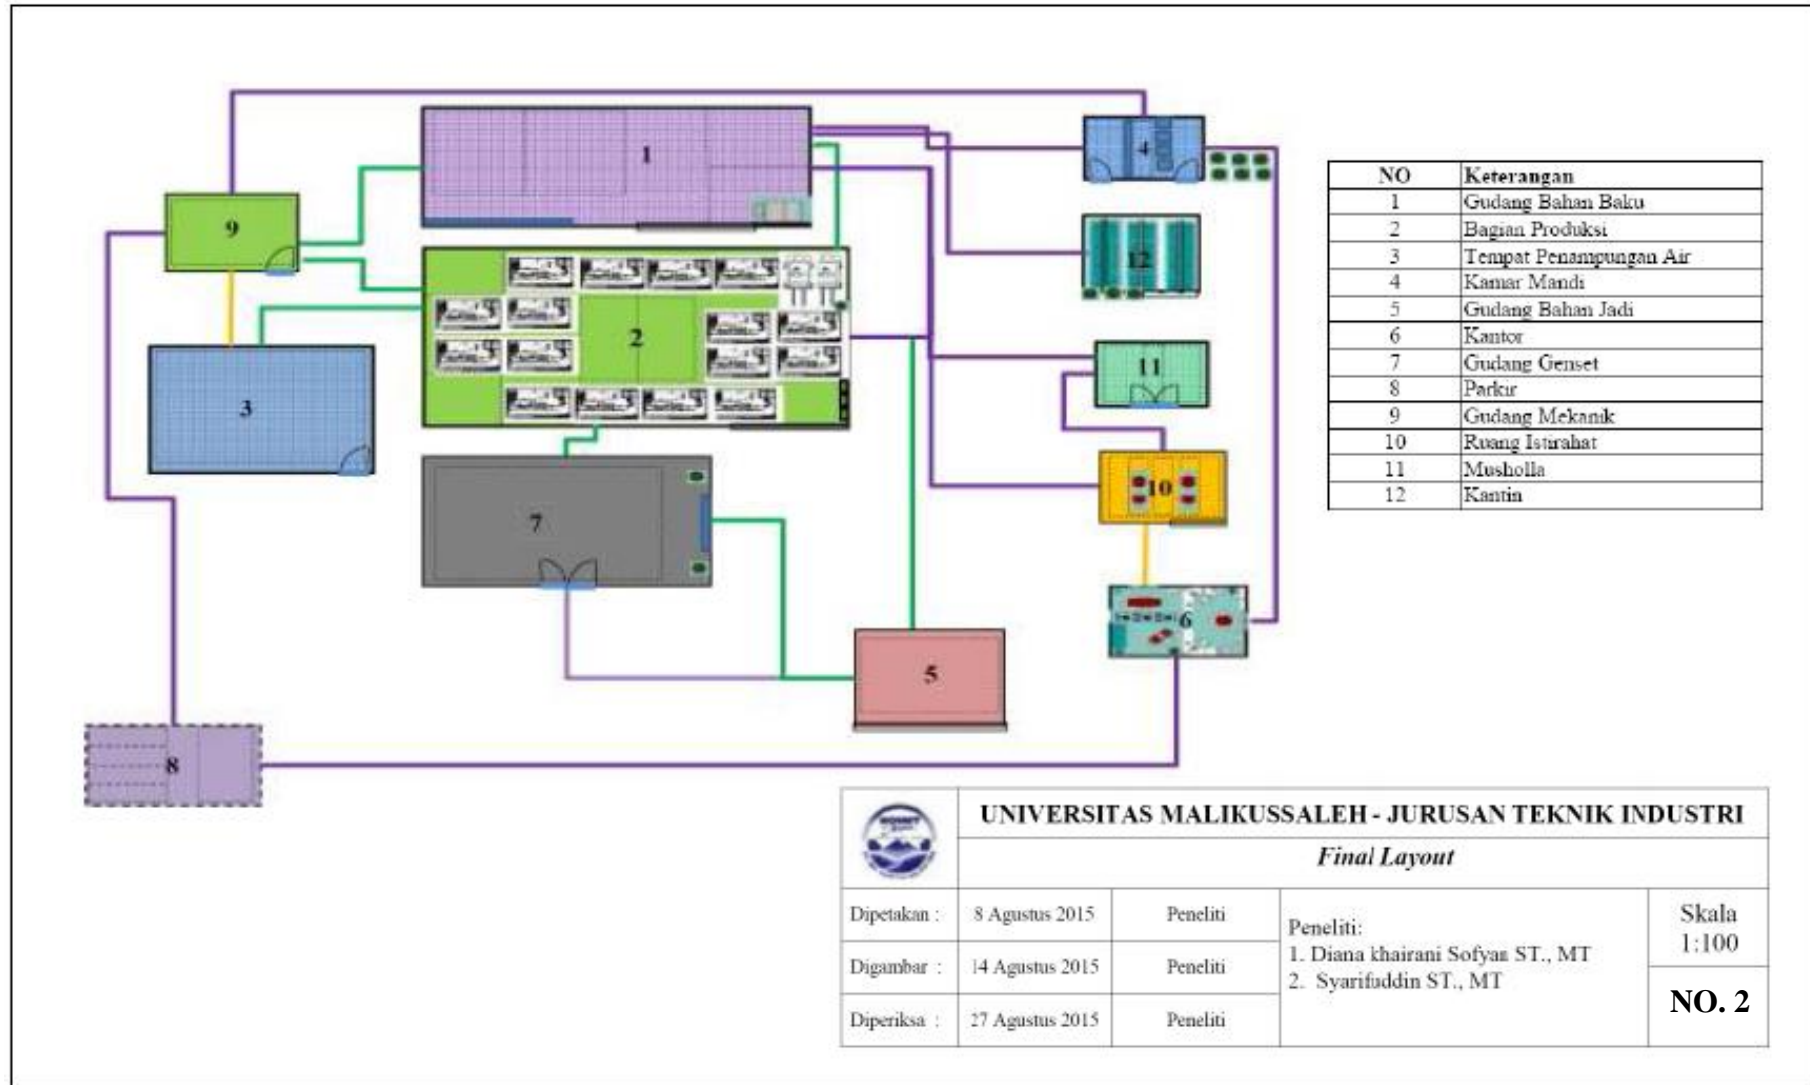 1
4
9
12
2
11
3
10
7
6
5
8
NO Keterangan
1 Gudang Bahan Baku
2 Bagian Produksi
3 Tempat Penampungan Air
4 Kamar Mandi
5 Gudang Bahan Jadi
6 Kantor
7 Gudang Genset
8 Parkir
9 Gudang Mekanik
10 Ruang Istirahat
11 Musholla
12 Kantin
UNIVERSITAS MALIKUSSALEH - JURUSAN TEKNIK INDUSTRI
Final Layout
Dipetakan : 8 Agustus 2015 Peneliti
Digambar : 14 Agustus 2015 Peneliti
Diperiksa : 27 Agustus 2015 Peneliti
Peneliti:
1. Diana khairani Sofyan ST., MT
2. Syarifuddin ST., MT
Skala
1:100
NO. 2